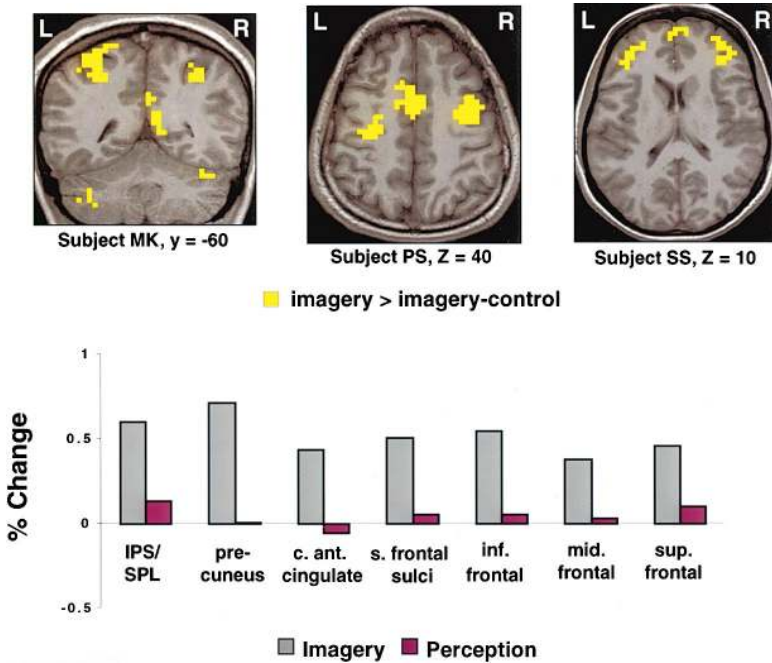 L R
L R
L R
Subject MK, y = -60
Subject PS, Z = 40
Subject SS, Z = 10
imagery > imagery-control
% Change
1
0.5
0
-0.5
IPS/
SPL
pre-
cuneus
c. ant.
cingulate
s. frontal
sulci
inf.
frontal
mid.
frontal
sup.
frontal
Imagery Perception